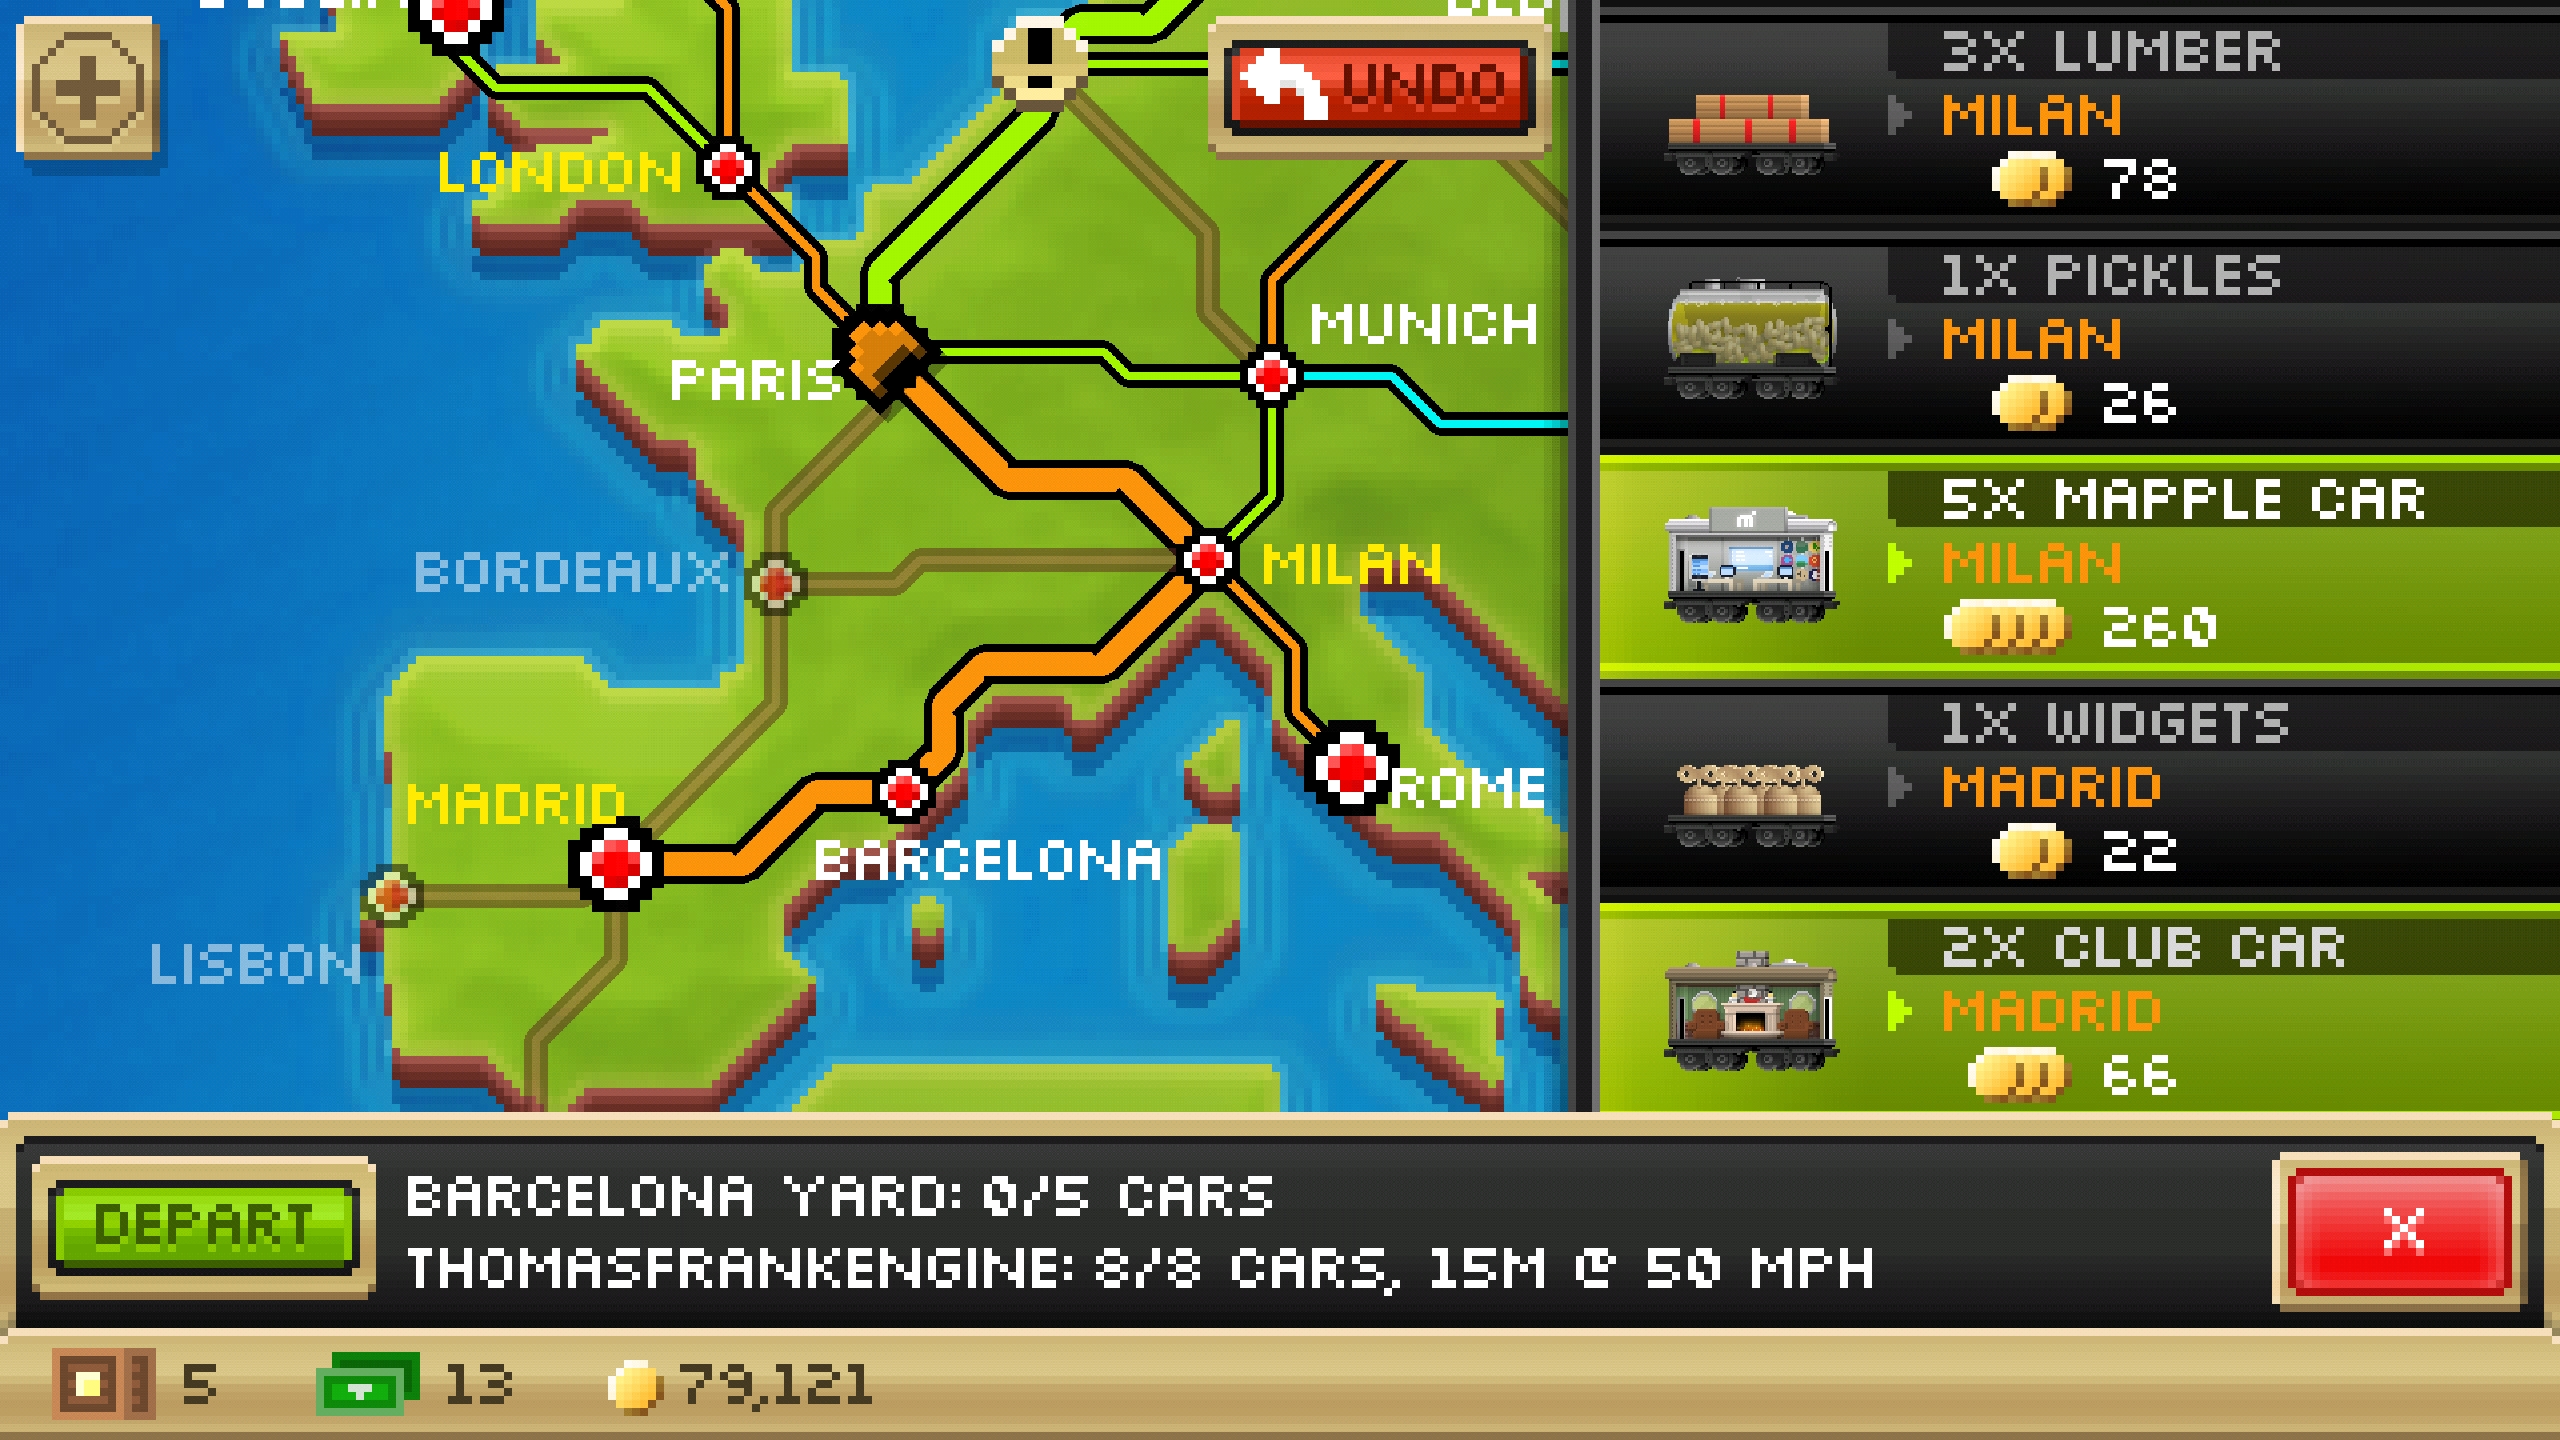 UNDO
LONDON
MUNICH
PARIS
BORDEAUX
MILAN
MADRID
ROME
BARCELONA
LISBON
3X LUMBER
MILAN
78
1X PICKLES
MILAN
26
5X MAPPLE CAR
MILAN
260
1X WIDGETS
MADRID
22
2X CLUB CAR
MADRID
66
DEPART
BARCELONA YARD: 0/5 CARS
THOMASFRANKENGINE: 8/8 CARS, 15M @ 50 MPH
X
5
13
79,121